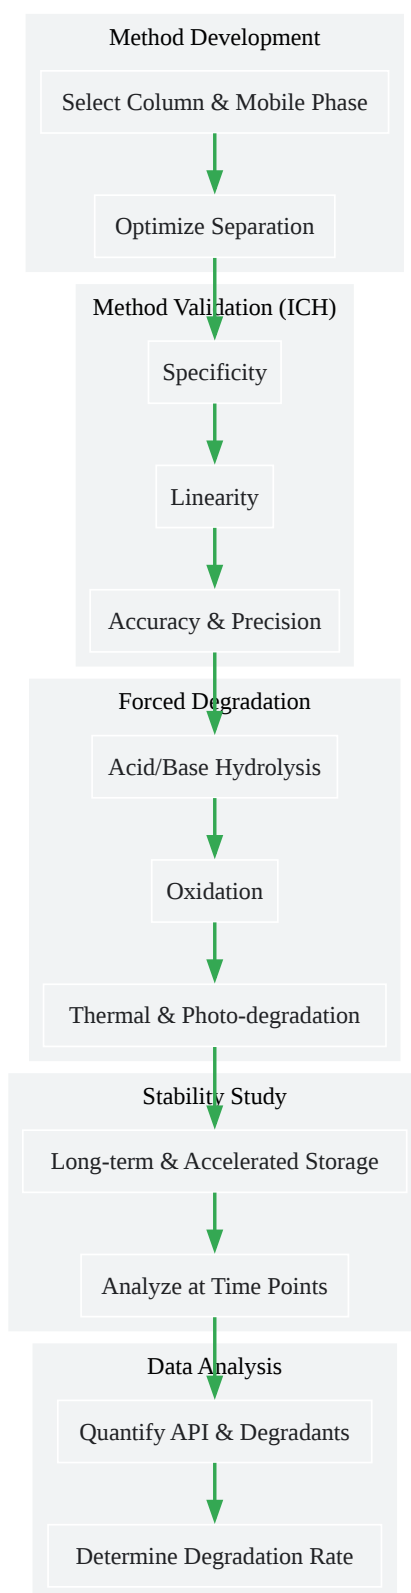 Method Development
Select Column & Mobile Phase
Optimize Separation
Method Validation (ICH)
Specificity
Linearity
Accuracy & Precision
Forced Degradation
Acid/Base Hydrolysis
Oxidation
Thermal & Photo-degradation
Stability Study
Long-term & Accelerated Storage
Analyze at Time Points
Data Analysis
Quantify API & Degradants
Determine Degradation Rate